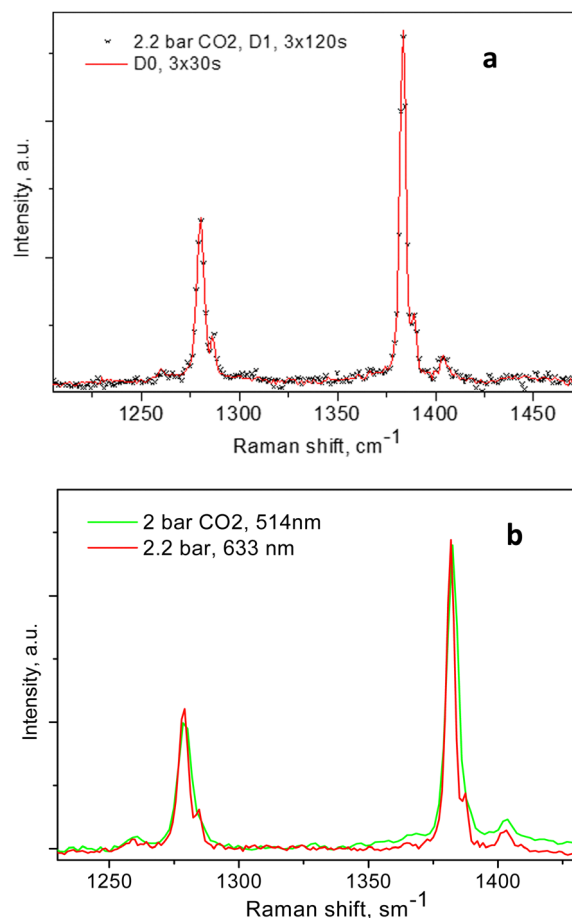 2.2 bar CO2, D1, 3x120s
D0, 3x30s
a
Intensity, a.u.
1250 1300 1350 1400 1450
Raman shift, cm-1
2 bar CO2, 514nm
2.2 bar, 633 nm
b
Intensity, a.u.
1250 1300 1350 1400
Raman shift, sm-1